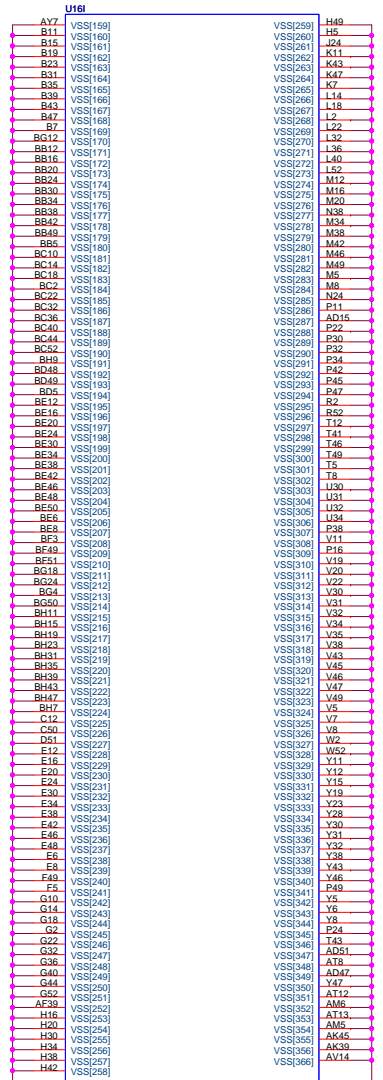 U16I
AY7 VSS[159] VSS[259] H49
B11 VSS[160] VSS[260] H5
B15 VSS[161] VSS[261] J24
B19 VSS[162] VSS[262] K11
B23 VSS[163] VSS[263] K43
B31 VSS[164] VSS[264] K47
B35 VSS[165] VSS[265] K7
B39 VSS[166] VSS[266] L14
B43 VSS[167] VSS[267] L18
B47 VSS[168] VSS[268] L2
B7 VSS[169] VSS[269] L22
BG12 VSS[170] VSS[270] L32
BB12 VSS[171] VSS[271] L36
BB16 VSS[172] VSS[272] L40
BB20 VSS[173] VSS[273] L52
BB24 VSS[174] VSS[274] M12
BB30 VSS[175] VSS[275] M16
BB34 VSS[176] VSS[276] M20
BB38 VSS[177] VSS[277] N38
BB42 VSS[178] VSS[278] M34
BB49 VSS[179] VSS[279] M38
BB5 VSS[180] VSS[280] M42
BC10 VSS[181] VSS[281] M46
BC14 VSS[182] VSS[282] M49
BC18 VSS[183] VSS[283] M5
BC2 VSS[184] VSS[284] M8
BC22 VSS[185] VSS[285] N24
BC32 VSS[186] VSS[286] P11
BC36 VSS[187] VSS[287] AD15
BC40 VSS[188] VSS[288] P22
BC44 VSS[189] VSS[289] P30
BC52 VSS[190] VSS[290] P32
BH9 VSS[191] VSS[291] P34
BD48 VSS[192] VSS[292] P42
BD49 VSS[193] VSS[293] P45
BD5 VSS[194] VSS[294] P47
BE12 VSS[195] VSS[295] R2
BE16 VSS[196] VSS[296] R52
BE20 VSS[197] VSS[297] T12
BE24 VSS[198] VSS[298] T41
BE30 VSS[199] VSS[299] T46
BE34 VSS[200] VSS[300] T49
BE38 VSS[201] VSS[301] T5
BE42 VSS[202] VSS[302] T8
BE46 VSS[203] VSS[303] U30
BE48 VSS[204] VSS[304] U31
BE50 VSS[205] VSS[305] U32
BE6 VSS[206] VSS[306] U34
BE8 VSS[207] VSS[307] P38
BF3 VSS[208] VSS[308] V11
BF49 VSS[209] VSS[309] P16
BF51 VSS[210] VSS[310] V19
BG18 VSS[211] VSS[311] V20
BG24 VSS[212] VSS[312] V22
BG4 VSS[213] VSS[313] V30
BG50 VSS[214] VSS[314] V31
BH11 VSS[215] VSS[315] V32
BH15 VSS[216] VSS[316] V34
BH19 VSS[217] VSS[317] V35
BH23 VSS[218] VSS[318] V38
BH31 VSS[219] VSS[319] V43
BH35 VSS[220] VSS[320] V45
BH39 VSS[221] VSS[321] V46
BH43 VSS[222] VSS[322] V47
BH47 VSS[223] VSS[323] V49
BH7 VSS[224] VSS[324] V5
C12 VSS[225] VSS[325] V7
C50 VSS[226] VSS[326] V8
D51 VSS[227] VSS[327] W2
E12 VSS[228] VSS[328] W52
E16 VSS[229] VSS[329] Y11
E20 VSS[230] VSS[330] Y12
E24 VSS[231] VSS[331] Y15
E30 VSS[232] VSS[332] Y19
E34 VSS[233] VSS[333] Y23
E38 VSS[234] VSS[334] Y28
E42 VSS[235] VSS[335] Y30
E46 VSS[236] VSS[336] Y31
E48 VSS[237] VSS[337] Y32
E6 VSS[238] VSS[338] Y38
E8 VSS[239] VSS[339] Y43
F49 VSS[240] VSS[340] Y46
F5 VSS[241] VSS[341] P49
G10 VSS[242] VSS[342] Y5
G14 VSS[243] VSS[343] Y6
G18 VSS[244] VSS[344] Y8
G2 VSS[245] VSS[345] P24
G22 VSS[246] VSS[346] T43
G32 VSS[247] VSS[347] AD51
G36 VSS[248] VSS[348] AT8
G40 VSS[249] VSS[349] AD47
G44 VSS[250] VSS[350] Y47
G52 VSS[251] VSS[351] AT12
AF39 VSS[252] VSS[352] AM6
H16 VSS[253] VSS[353] AT13
H20 VSS[254] VSS[354] AM5
H30 VSS[255] VSS[355] AK45
H34 VSS[256] VSS[356] AK39
H38 VSS[257] VSS[366] AV14
H42 VSS[258]